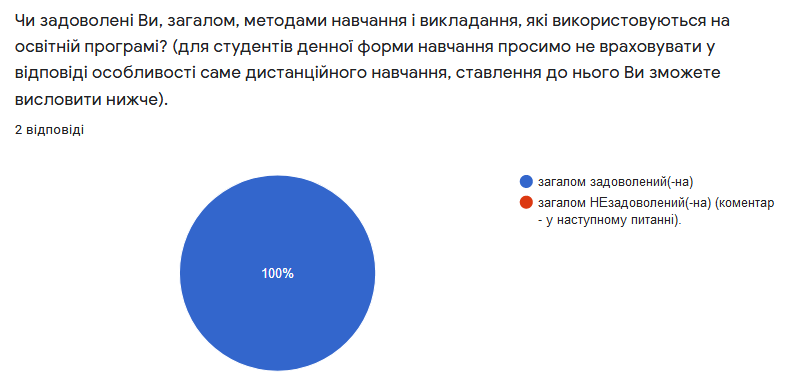 Чи задоволені Ви, загалом, методами навчання і викладання, які використовуються на
освітній програмі? (для студентів денної форми навчання просимо не враховувати у
відповіді особливості саме дистанційного навчання, ставлення до нього Ви зможете
висловити нижче).
2 відповіді
загалом задоволений(-на)
загалом НЕзадоволений(-на) (коментар
- у наступному питанні).
100%